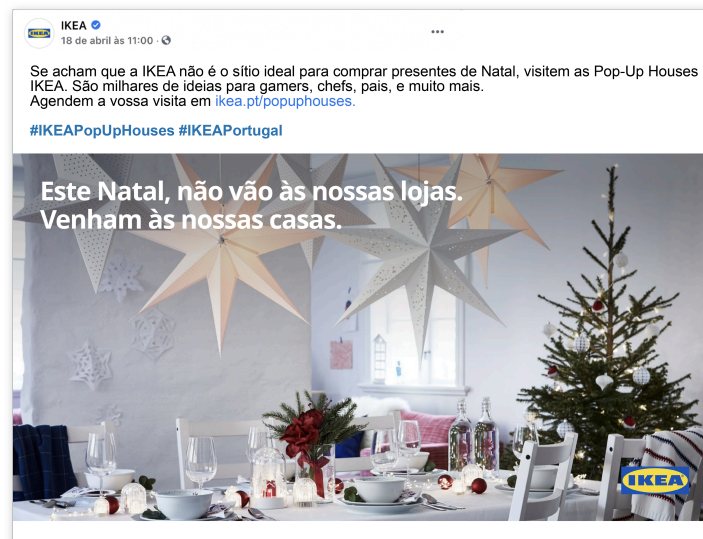 IKEA
IKEA
18 de abril às 11:00 ·
Se acham que a IKEA não é o sítio ideal para comprar presentes de Natal, visitem as Pop-Up Houses
IKEA. São milhares de ideias para gamers, chefs, pais, e muito mais.
Agendem a vossa visita em ikea.pt/popuphouses.
#IKEAPopUpHouses #IKEAPortugal
Este Natal, não vão às nossas lojas.
Venham às nossas casas.
IKEA